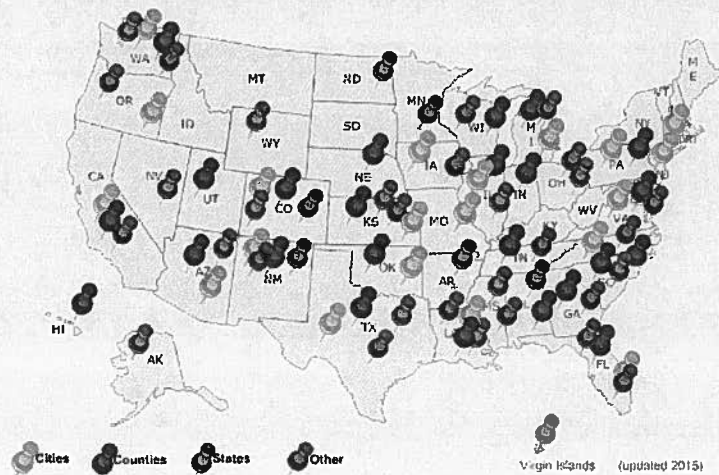 WA
MT
ND
ME
VT
MN
OR
ID
SD
WI
M
NY
WY
IA
PA
NE
NV
UT
OH
IN
CA
CO
WV
VA
KS
MO
KY
TN
AZ
NM
OK
AR
GA
TX
HI
AK
FL
Cities
Counties
States
Other
Virgin Islands (updated 2015)